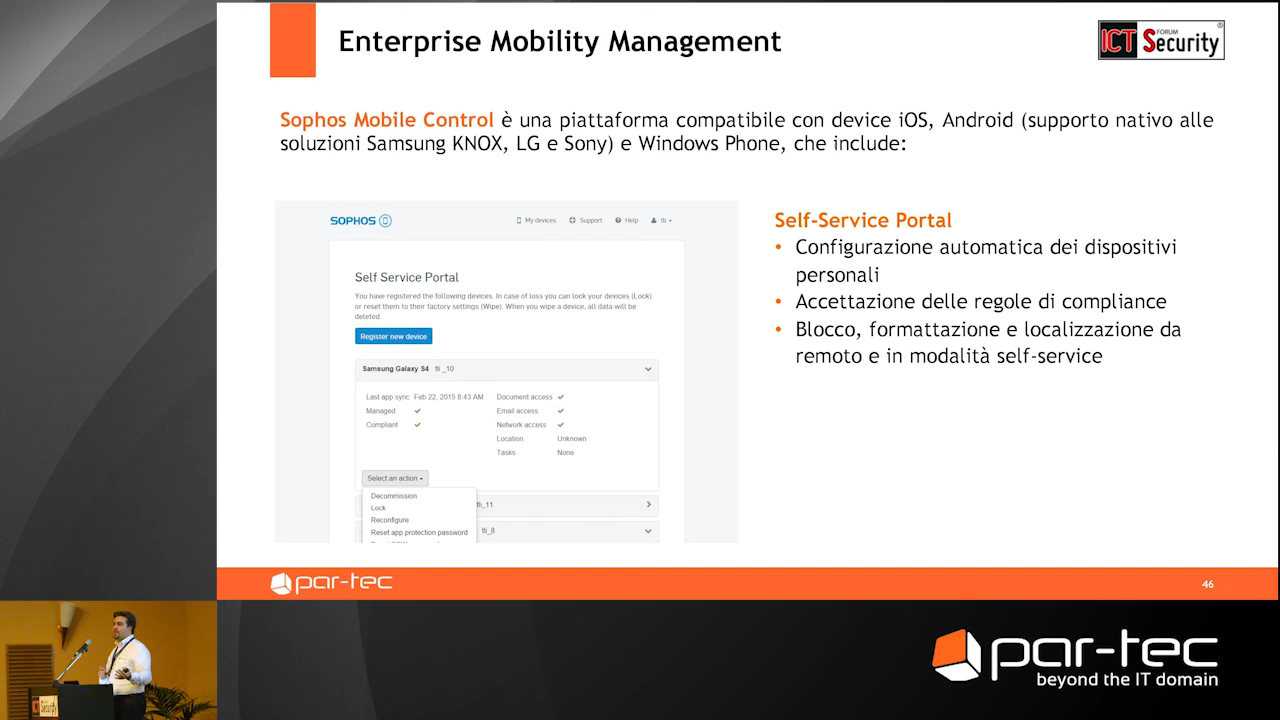 Enterprise Mobility Management
ICT FORUM Security
Sophos Mobile Control è una piattaforma compatibile con device iOS, Android (supporto nativo alle
soluzioni Samsung KNOX, LG e Sony) e Windows Phone, che include:
SOPHOS
My devices Support Help tli
Self Service Portal
You have registered the following devices. In case of loss you can lock your devices (Lock)
or reset them to their factory settings (Wipe). When you wipe a device, all data will be
deleted.
Register new device
Samsung Galaxy S4 tli _10
Last app sync Feb 22, 2015 8:43 AM Document access
Managed Email access
Compliant Network access
Location Unknown
Tasks None
Select an action
Decommission
Lock
Reconfigure
Reset app protection password
tli_11
tli_8
Self-Service Portal
• Configurazione automatica dei dispositivi
personali
• Accettazione delle regole di compliance
• Blocco, formattazione e localizzazione da
remoto e in modalità self-service
par-tec
46
ICT Security
par-tec
beyond the IT domain